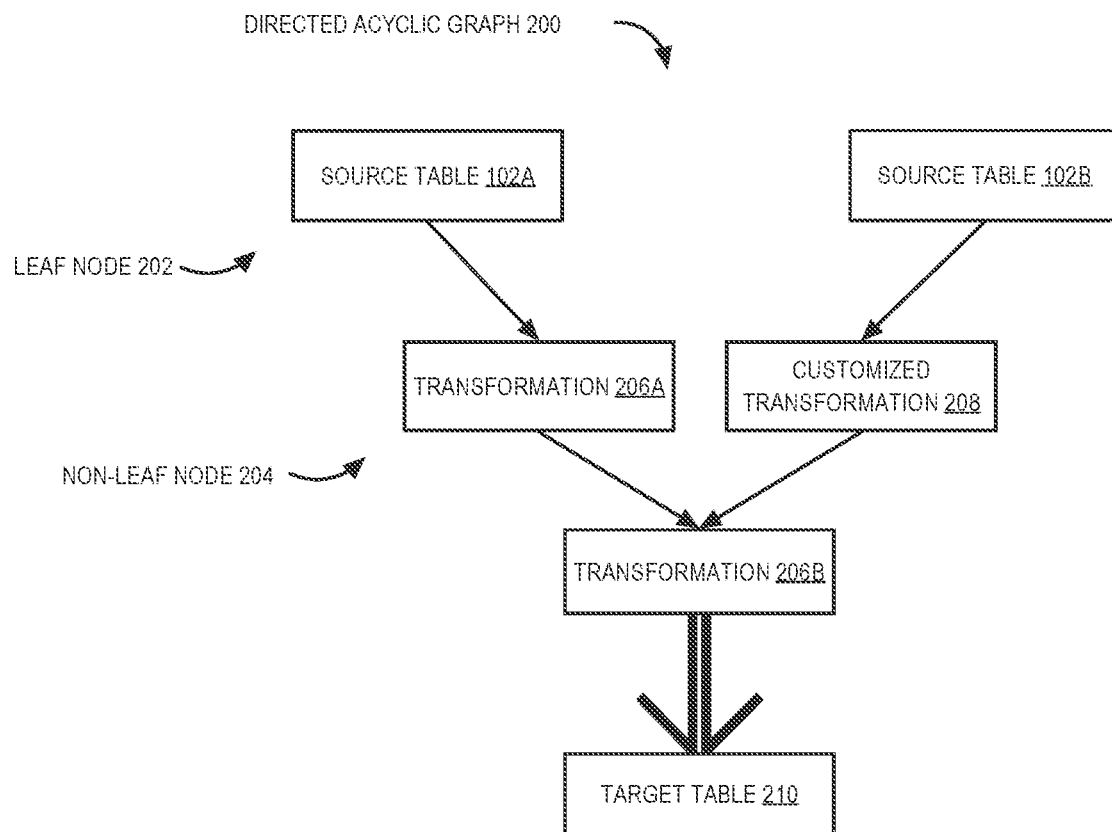 DIRECTED ACYCLIC GRAPH 200
SOURCE TABLE 102A
SOURCE TABLE 102B
LEAF NODE 202
TRANSFORMATION 206A
CUSTOMIZED
TRANSFORMATION 208
NON-LEAF NODE 204
TRANSFORMATION 206B
TARGET TABLE 210